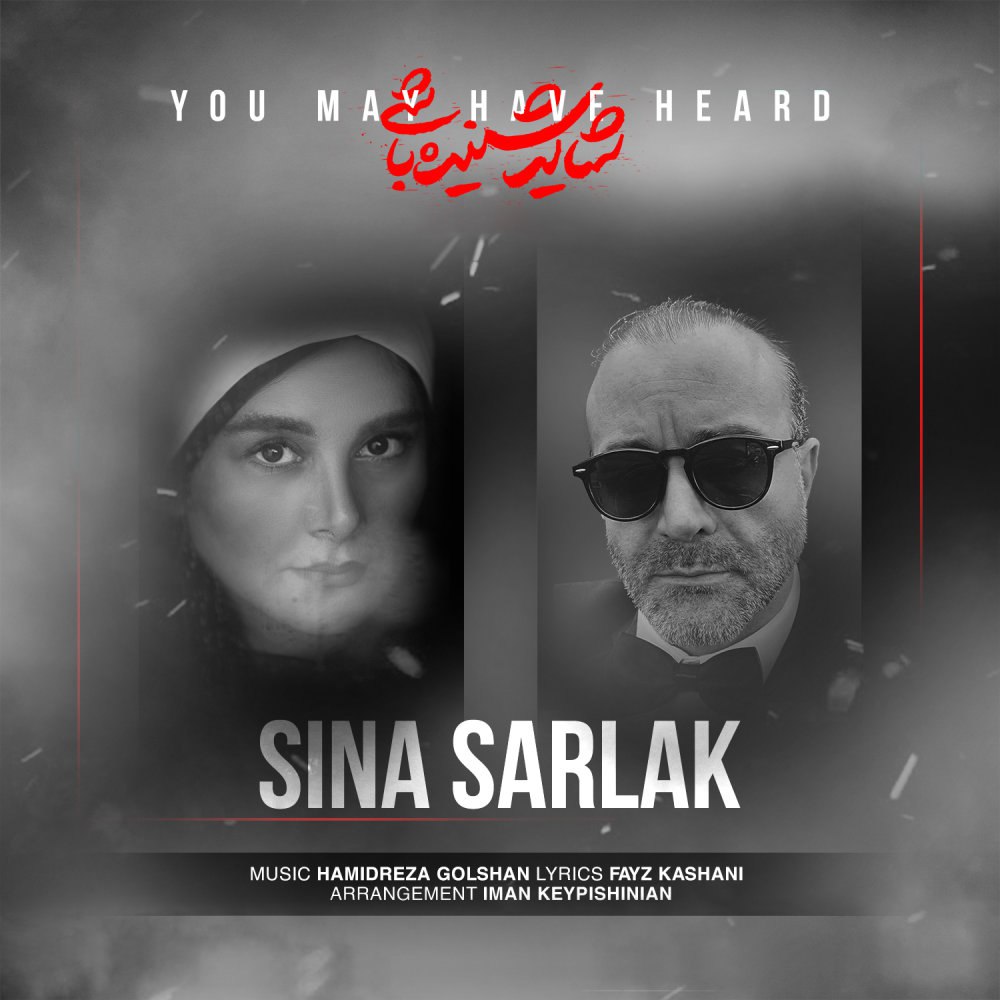 YOU MAY HAVE HEARD
شاید شنیده باشی
SINA SARLAK
MUSIC HAMIDREZA GOLSHAN LYRICS FAYZ KASHANI
ARRANGEMENT IMAN KEYPISHINIAN